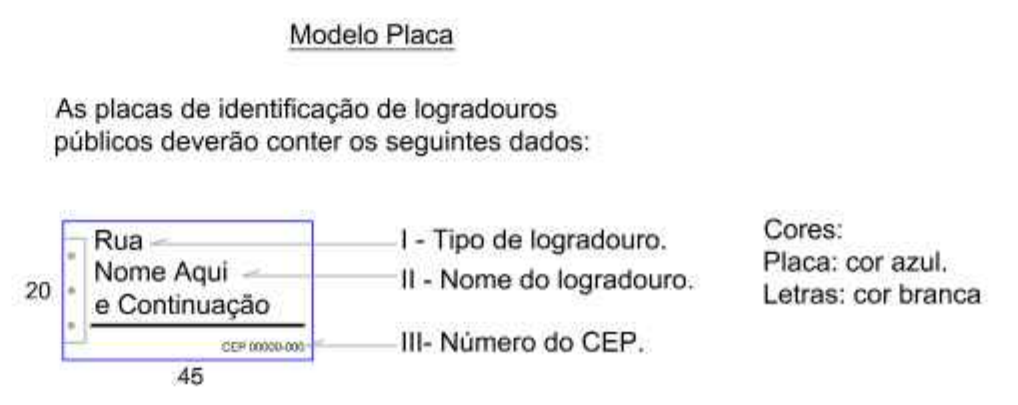 Modelo Placa
As placas de identificação de logradouros
públicos deverão conter os seguintes dados:
Rua
Nome Aqui
e Continuação
CEP 00000-000
20
45
I - Tipo de logradouro.
II - Nome do logradouro.
III- Número do CEP.
Cores:
Placa: cor azul.
Letras: cor branca